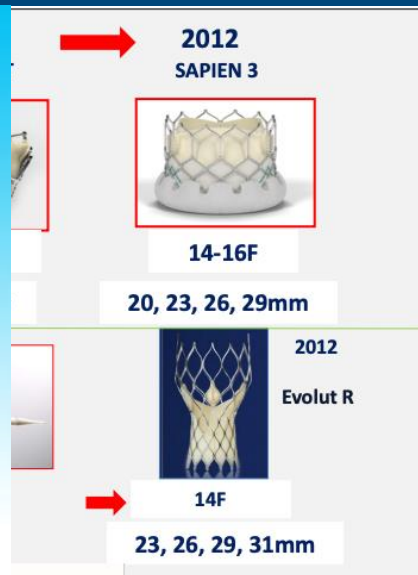 2012
SAPIEN 3
14-16F
20, 23, 26, 29mm
2012
Evolut R
14F
23, 26, 29, 31mm